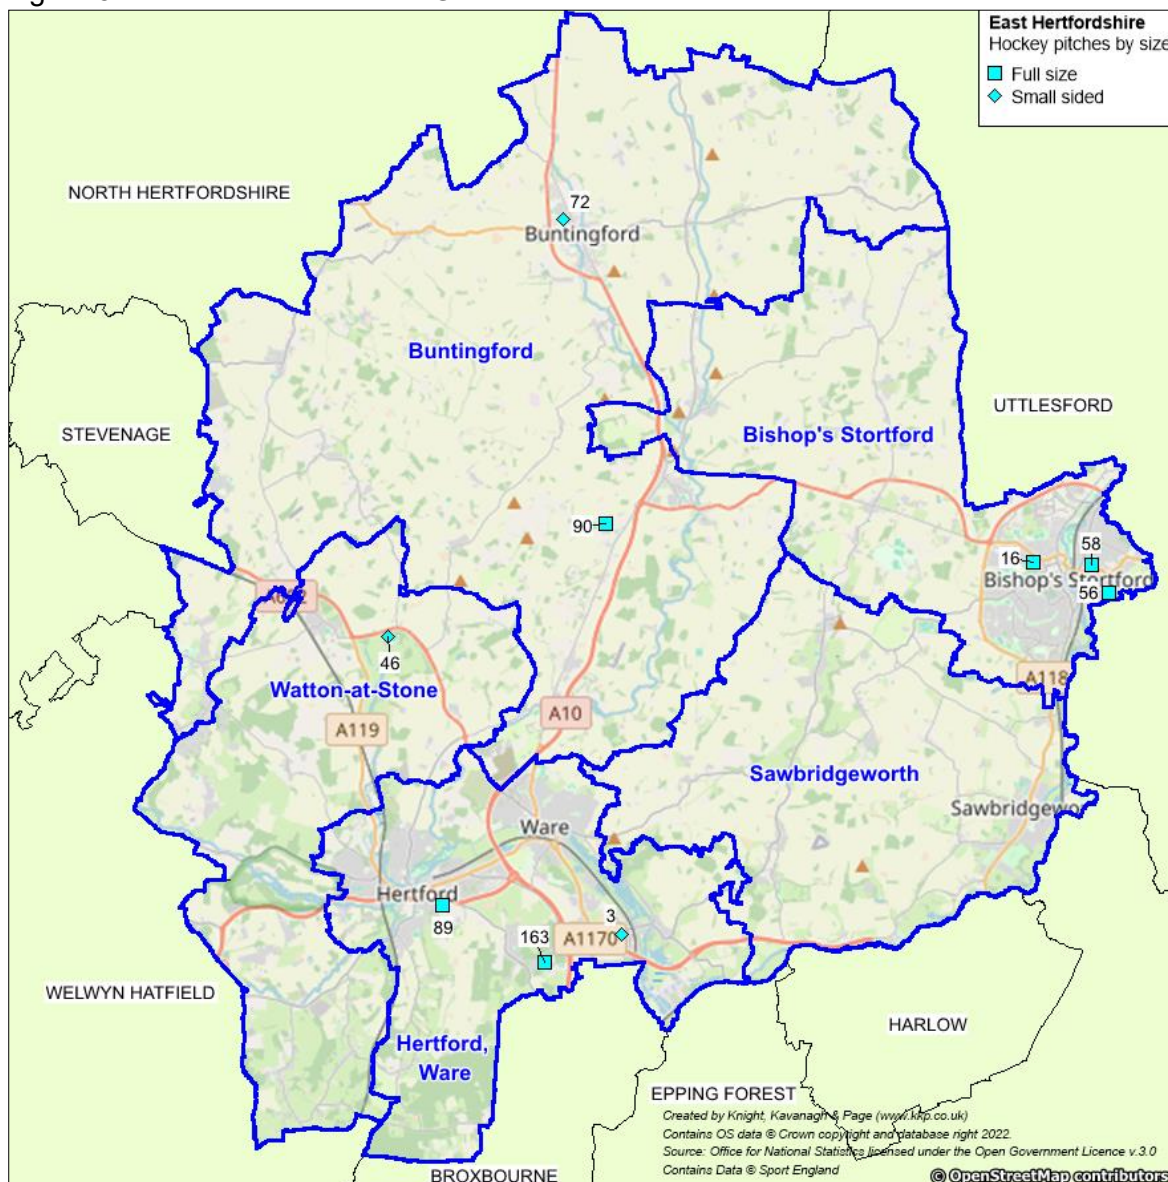 East Hertfordshire
Hockey pitches by size
Full size
Small sided
NORTH HERTFORDSHIRE
72
Buntingford
Buntingford
STEVENAGE
UTTLESFORD
Bishop's Stortford
90
16
58
Bishop's Stortford
56
46
Watton-at-Stone
A118
A119
A10
Sawbridgeworth
Sawbridgewo
Ware
Hertford
89
3
163
A1170
WELWYN HATFIELD
HARLOW
Hertford,
Ware
EPPING FOREST
Created by Knight, Kavanagh & Page (www.kkp.co.uk)
Contains OS data © Crown copyright and database right 2022.
Source: Office for National Statistics licensed under the Open Government Licence v.3.0
Contains Data © Sport England
BROXBOURNE
© OpenStreetMap contributors